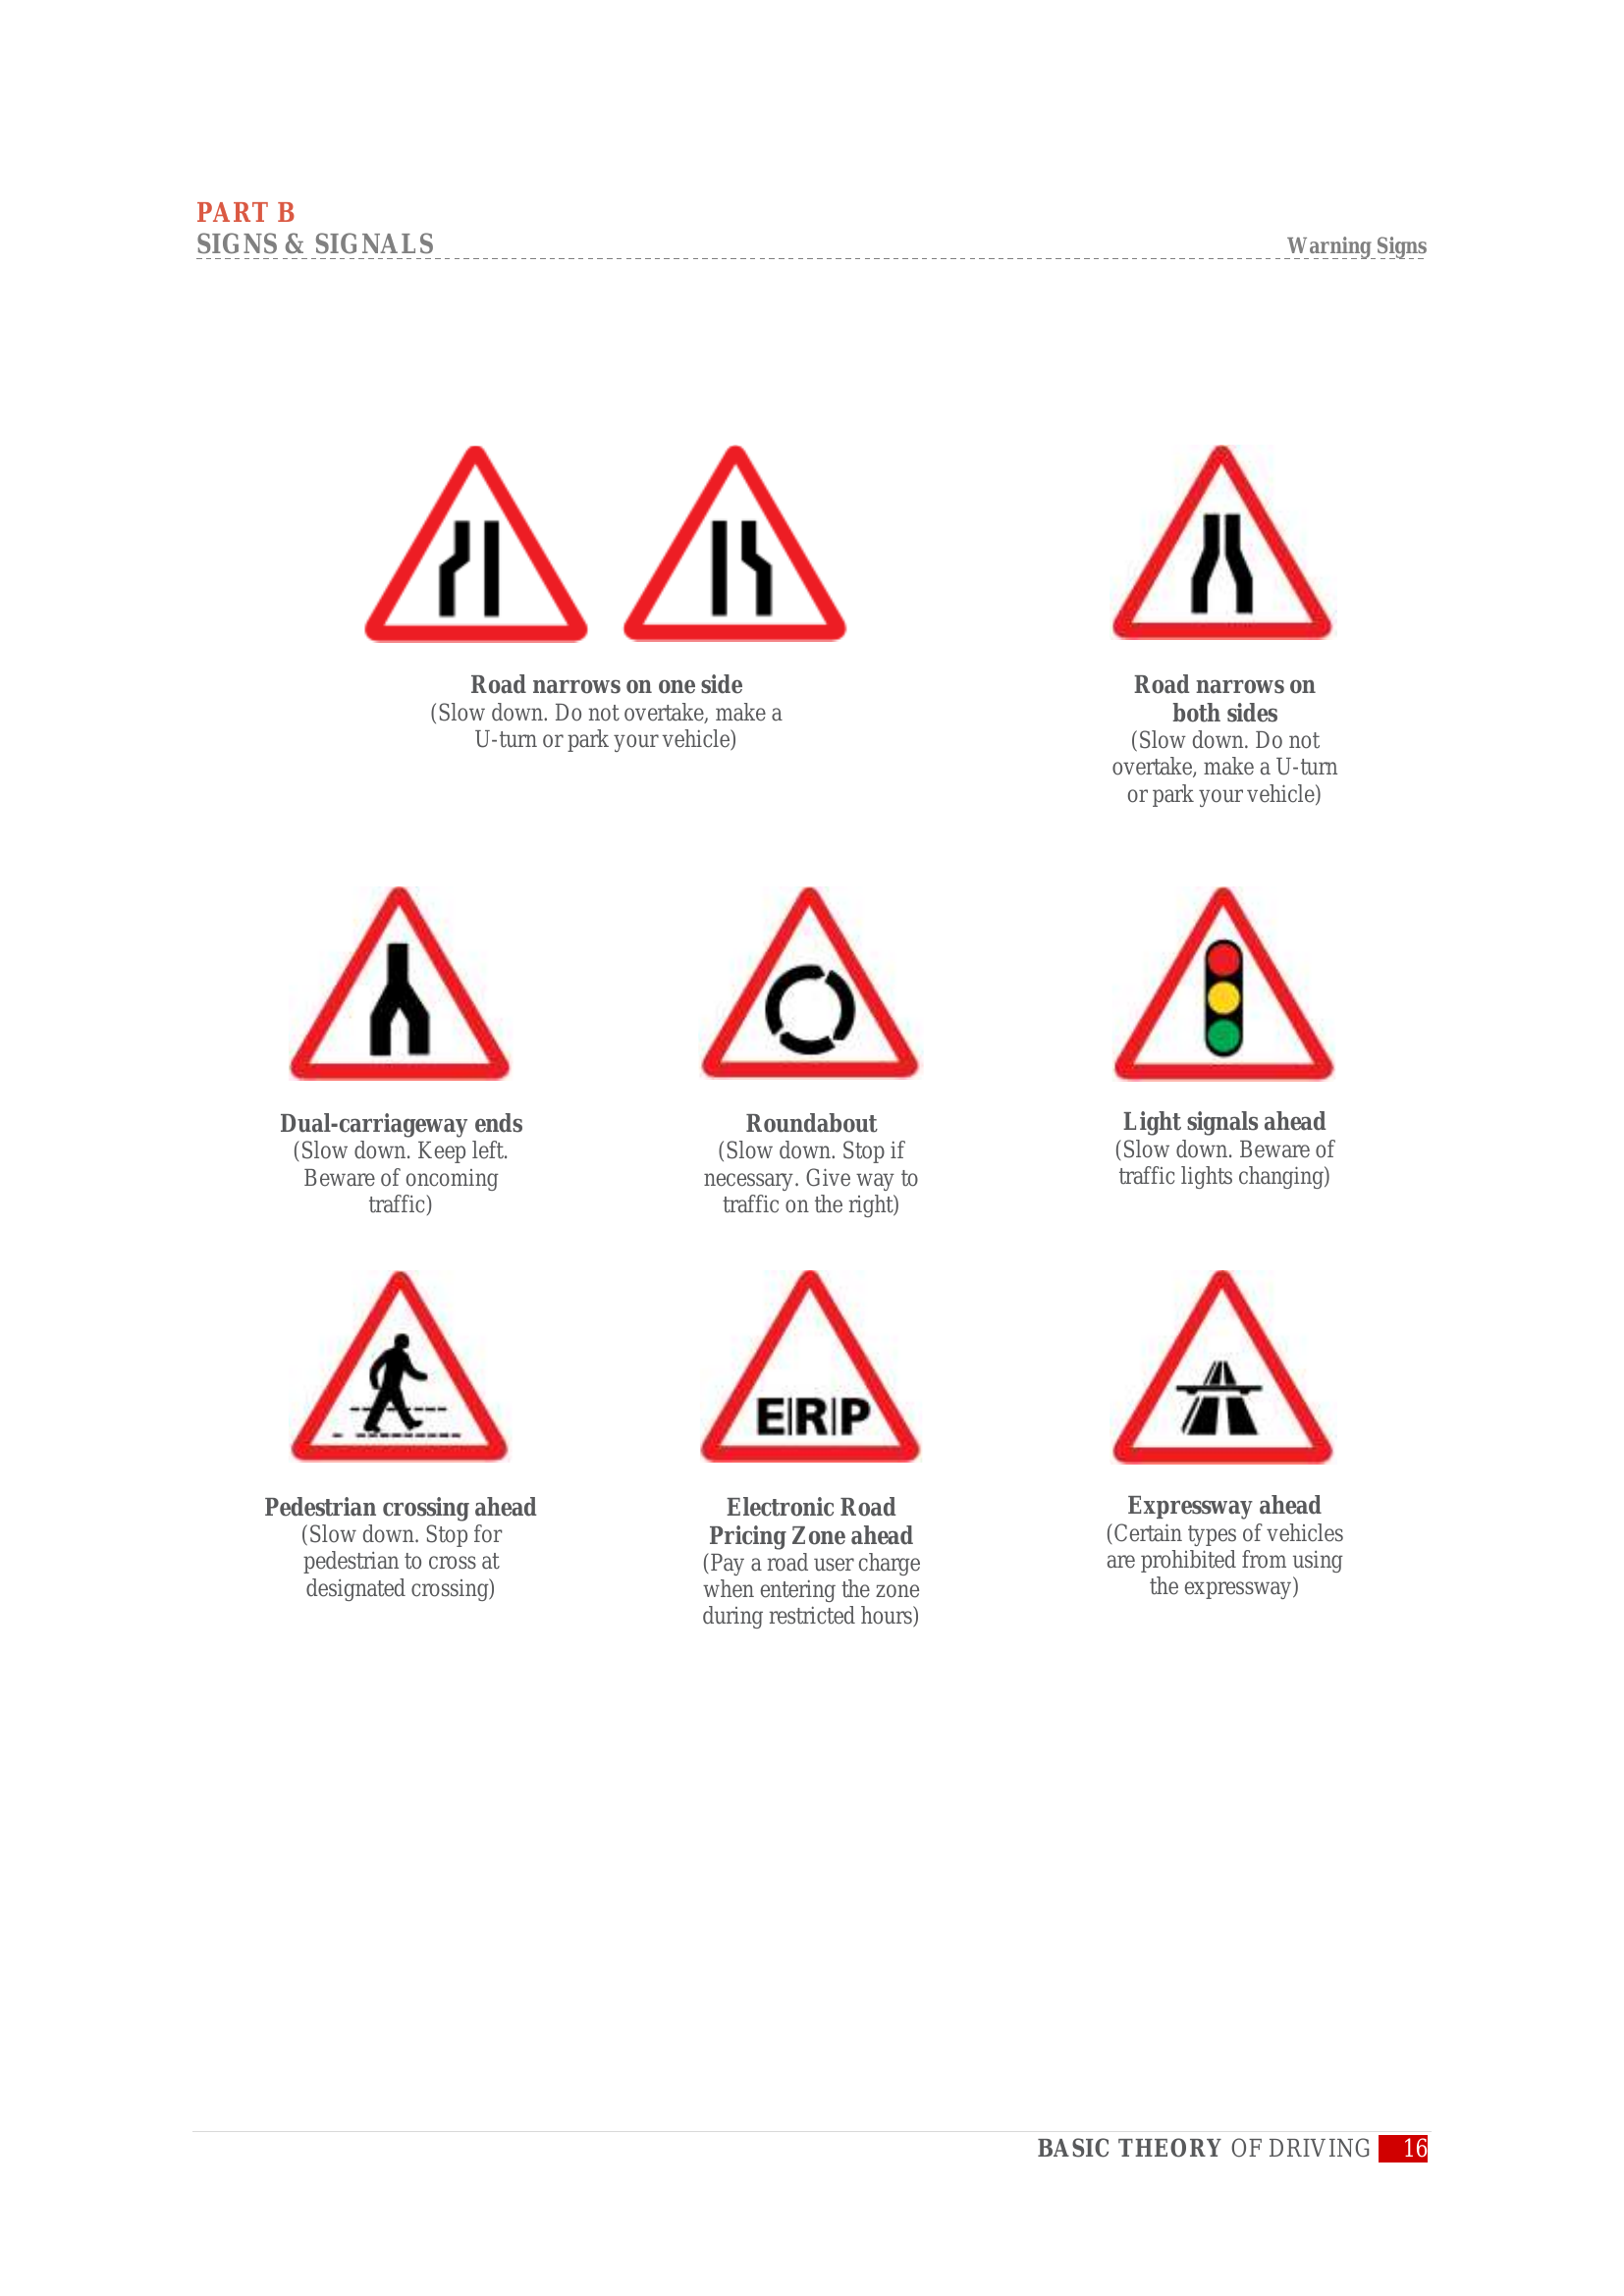 PART B
SIGNS & SIGNALS
Warning Signs
Road narrows on one side
(Slow down. Do not overtake, make a
U-turn or park your vehicle)
Road narrows on
both sides
(Slow down. Do not
overtake, make a U-turn
or park your vehicle)
Dual-carriageway ends
(Slow down. Keep left.
Beware of oncoming
traffic)
Roundabout
(Slow down. Stop if
necessary. Give way to
traffic on the right)
Light signals ahead
(Slow down. Beware of
traffic lights changing)
Pedestrian crossing ahead
(Slow down. Stop for
pedestrian to cross at
designated crossing)
E|R|P
Electronic Road
Pricing Zone ahead
(Pay a road user charge
when entering the zone
during restricted hours)
Expressway ahead
(Certain types of vehicles
are prohibited from using
the expressway)
BASIC THEORY OF DRIVING 16